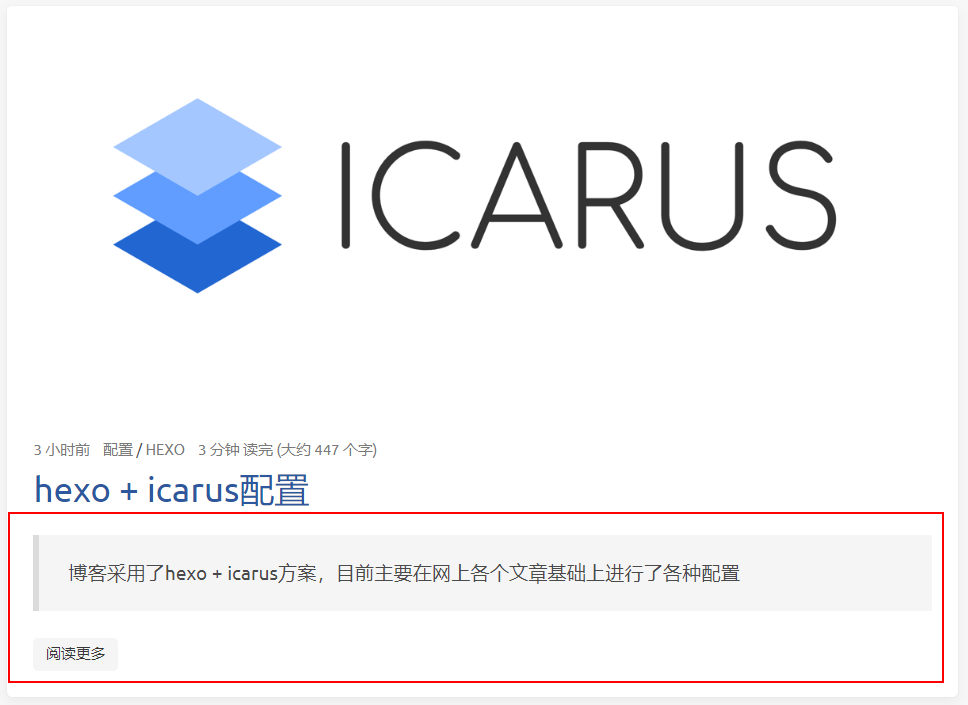 ICARUS
3 小时前 配置 / HEXO 3 分钟 读完 (大约 447 个字)
hexo + icarus配置
博客采用了hexo + icarus方案，目前主要在网上各个文章基础上进行了各种配置
阅读更多